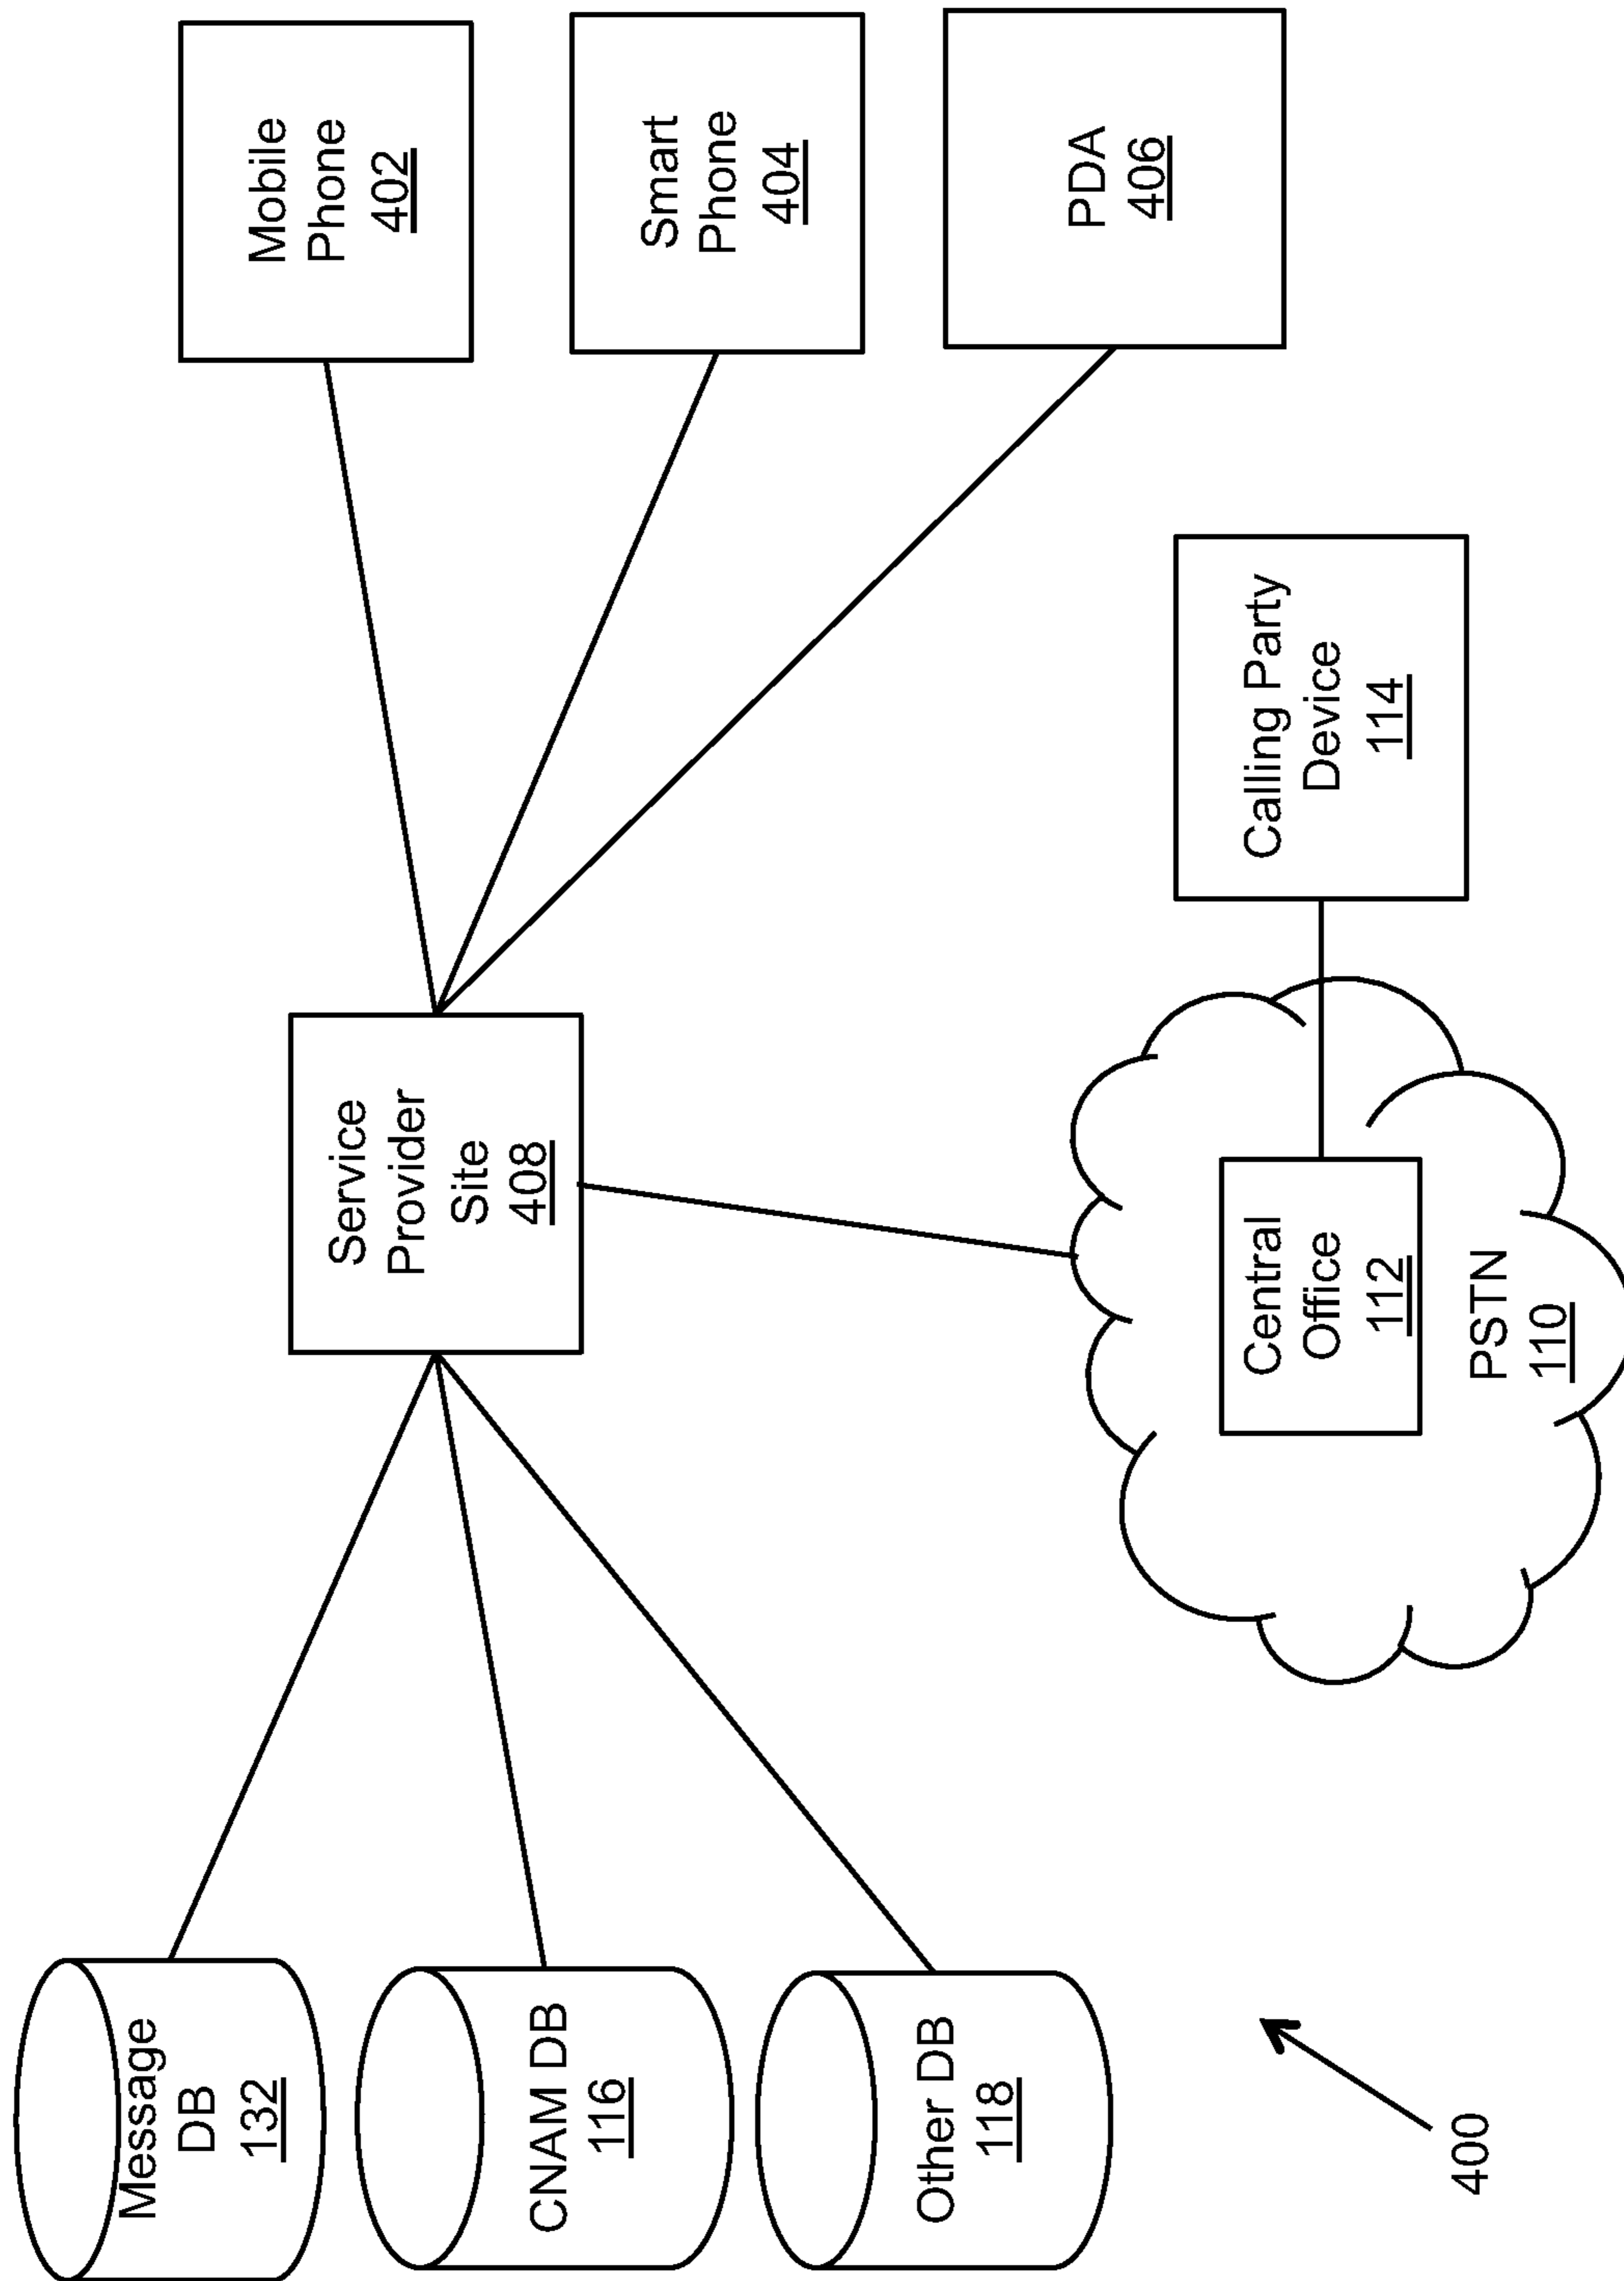 Message
DB
132
CNAM DB
116
Other DB
118
Service
Provider
Site
408
Mobile
Phone
402
Smart
Phone
404
PDA
406
Central
Office
112
PSTN
110
Calling Party
Device
114
400